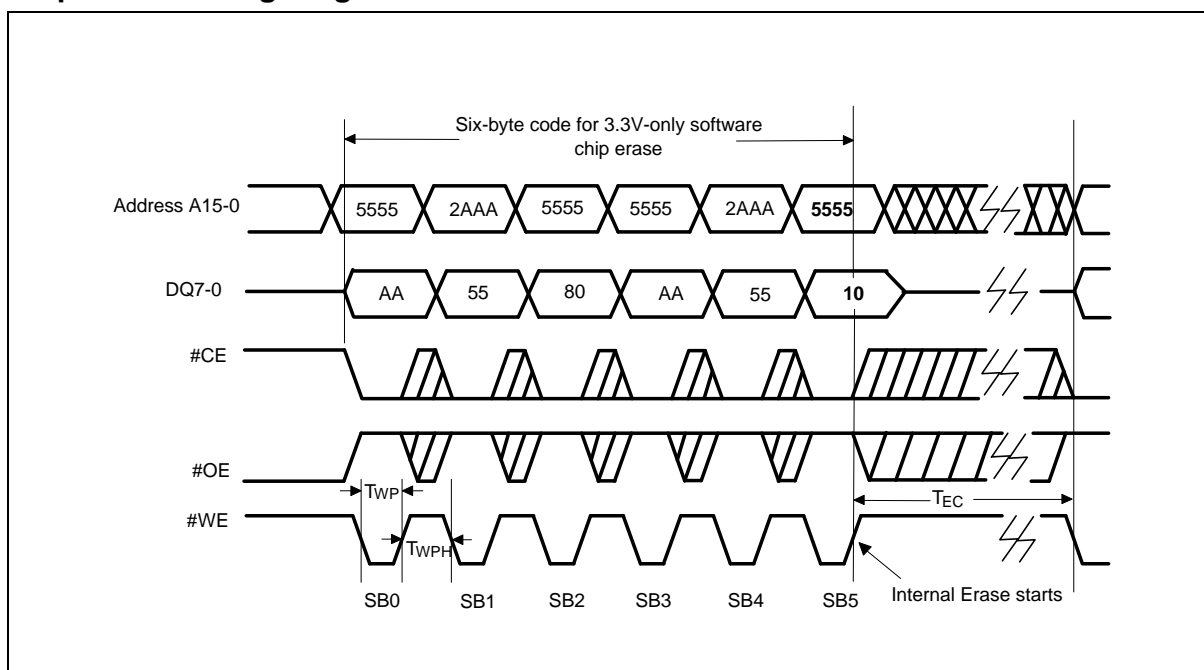 Six-byte code for 3.3V-only software
chip erase
Address A15-0
5555
2AAA
5555
5555
2AAA
5555
DQ7-0
AA
55
80
AA
55
10
#CE
#OE
TWP
TEC
#WE
TWPH
SB0
SB1
SB2
SB3
SB4
SB5
Internal Erase starts